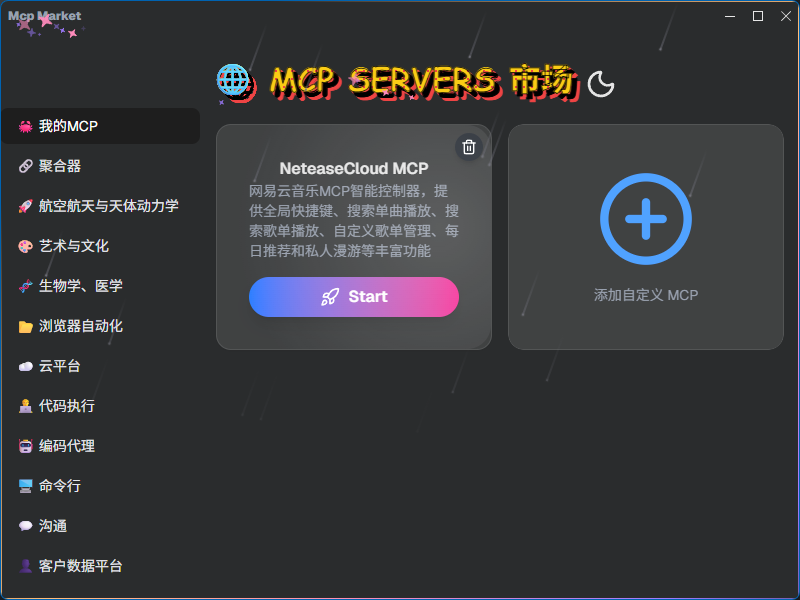 Mcp Market
MCP SERVERS 市场
我的MCP
聚合器
航空航天与天体动力学
艺术与文化
生物学、医学
浏览器自动化
云平台
代码执行
编码代理
命令行
沟通
客户数据平台
NeteaseCloud MCP
网易云音乐MCP智能控制器，提
供全局快捷键、搜索单曲播放、搜
索歌单播放、自定义歌单管理、每
日推荐和私人漫游等丰富功能
Start
添加自定义 MCP